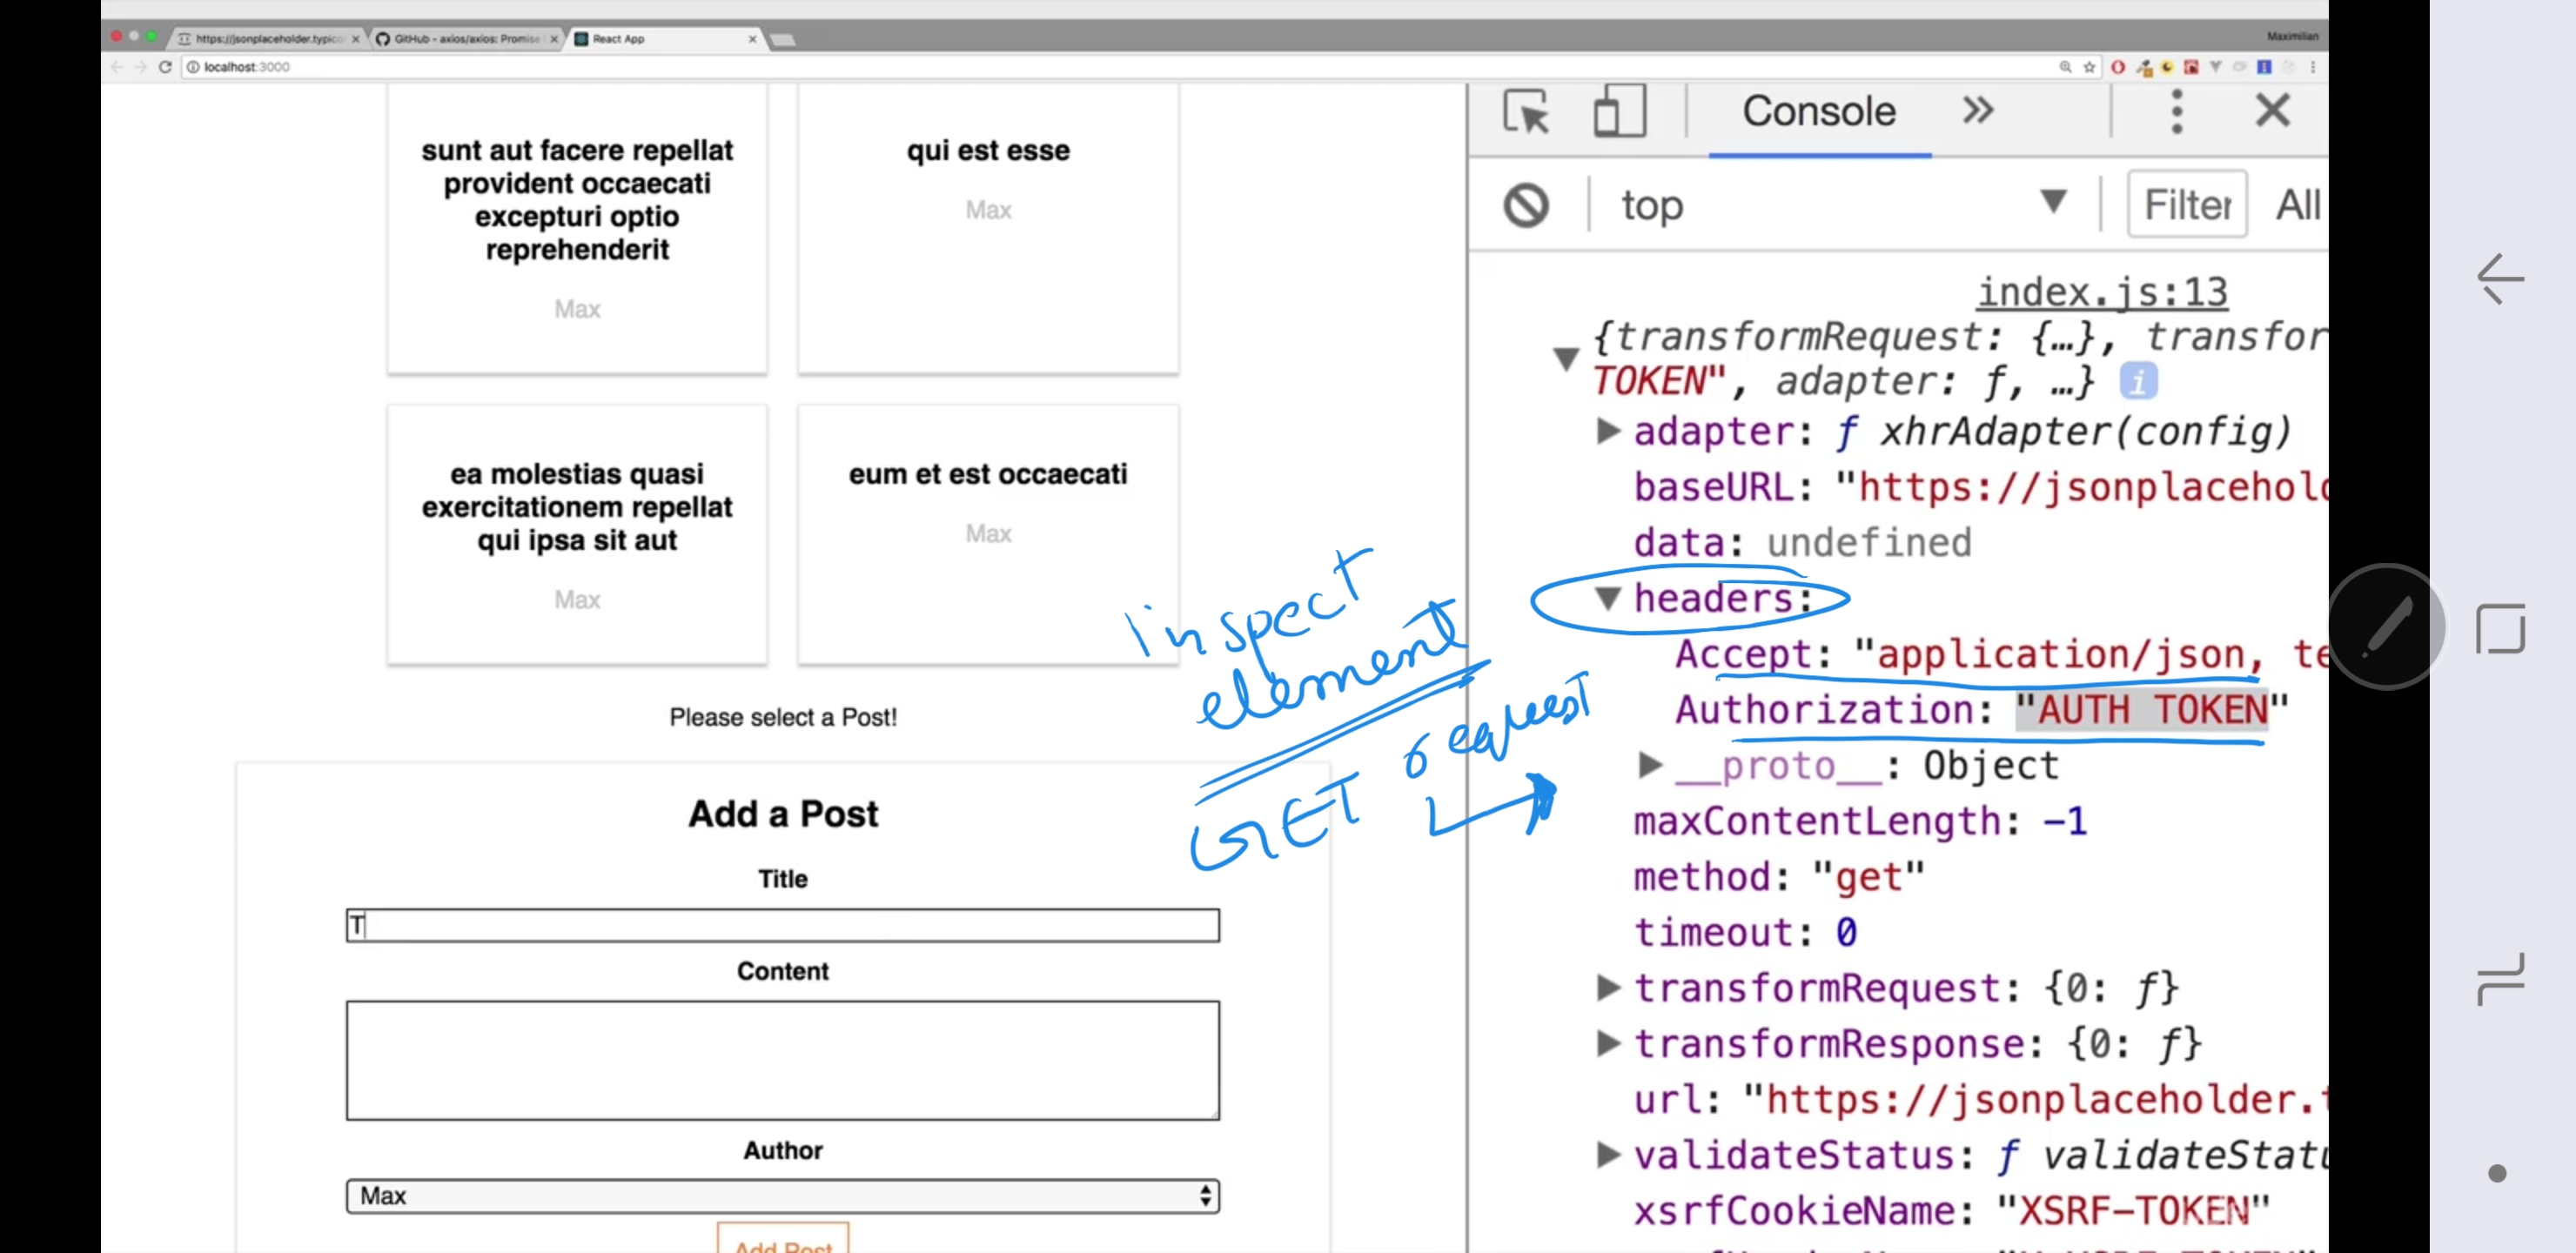 https://jsonplaceholder.typico
GitHub - axios/axios: Promise
React App
Maximilian
localhost:3000
sunt aut facere repellat
provident occaecati
excepturi optio
reprehenderit
Max
qui est esse
Max
ea molestias quasi
exercitationem repellat
qui ipsa sit aut
Max
eum et est occaecati
Max
Please select a Post!
Add a Post
Title
T
Content
Author
Max
Add Post
Inspect
element
GET request
Console
top
Filter All
index.js:13
{transformRequest: {…}, transfor
TOKEN", adapter: f, …} i
adapter: f xhrAdapter(config)
baseURL: "https://jsonplacehol
data: undefined
headers:
Accept: "application/json, te
Authorization: "AUTH TOKEN"
__proto__: Object
maxContentLength: -1
method: "get"
timeout: 0
transformRequest: {0: f}
transformResponse: {0: f}
url: "https://jsonplaceholder.
validateStatus: f validateStat
xsrfCookieName: "XSRF-TOKEN"